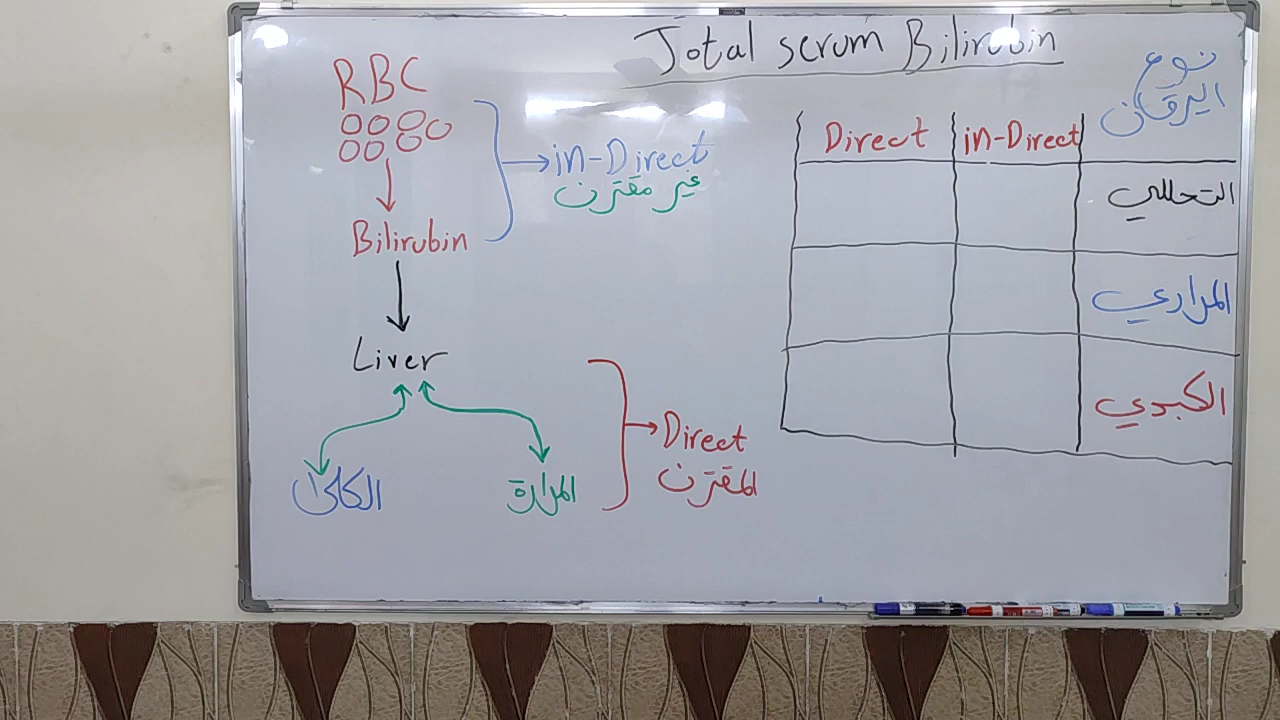 Total serum Bilirubin
RBC
in-Direct
غير مقترن
Bilirubin
Liver
الكلى
المرارة
Direct
المقترن
نوع
اليرقان
Direct
in-Direct
التحللي
المراري
الكبدي